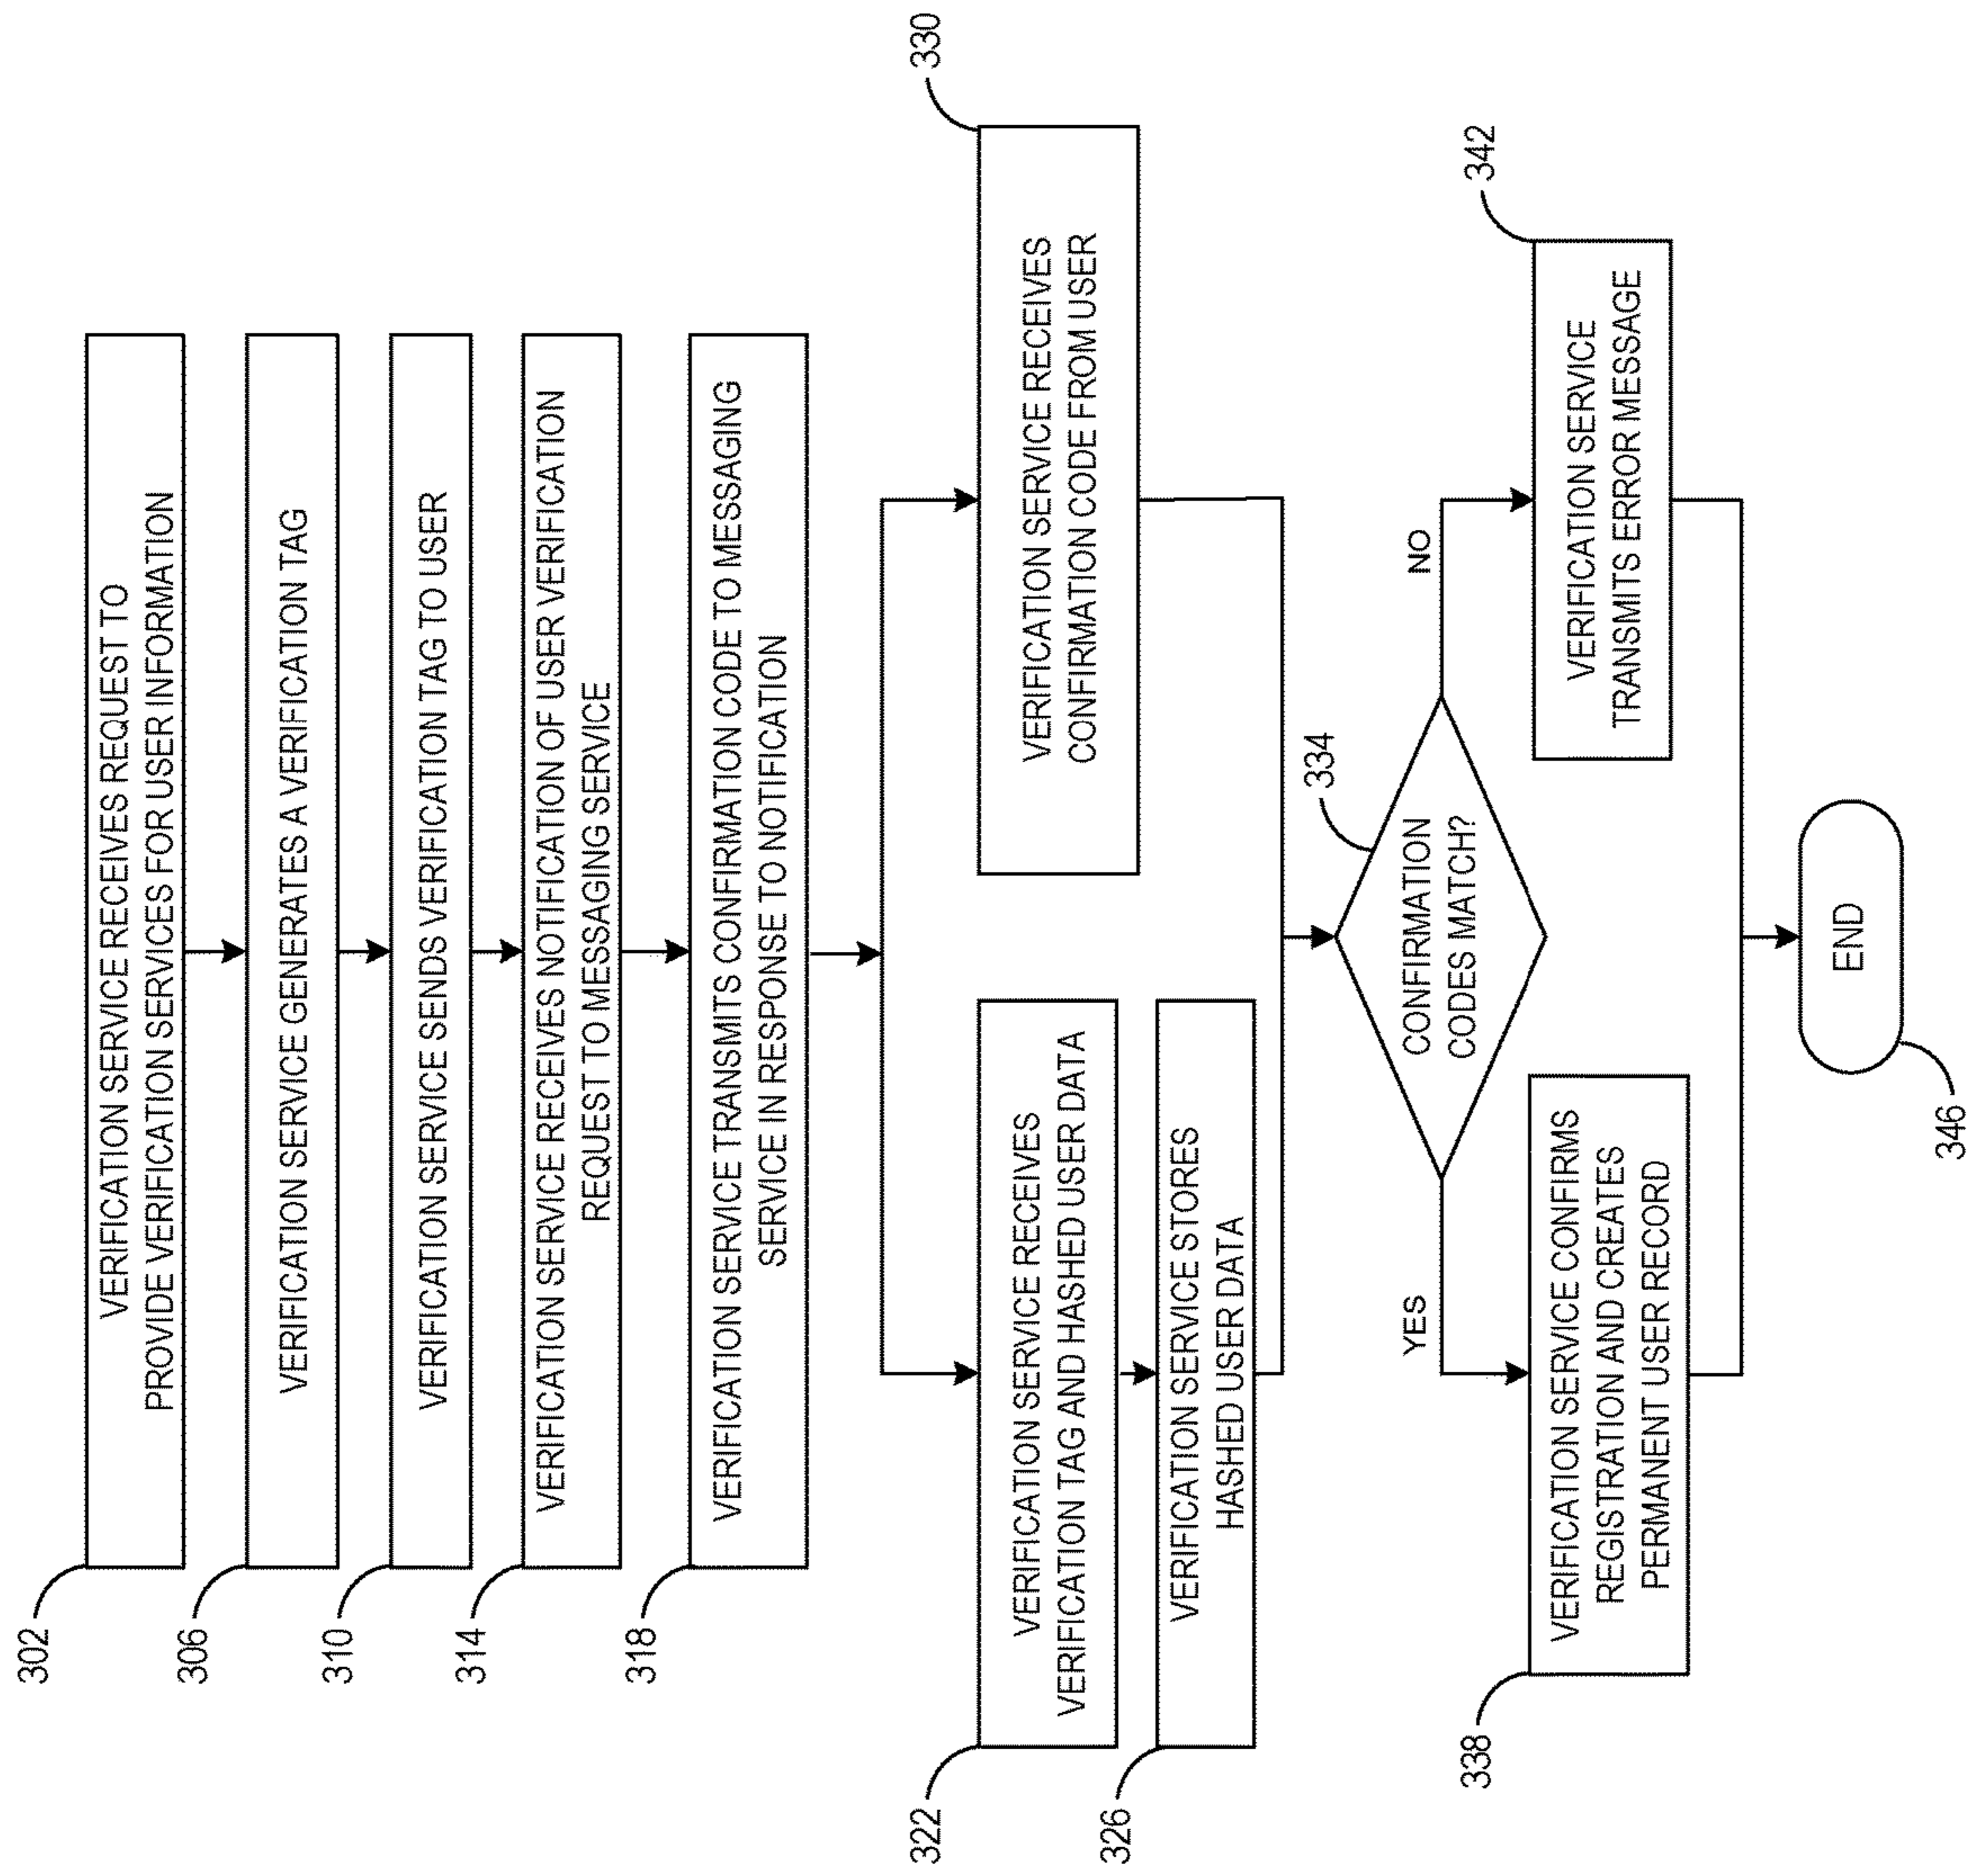 302
VERIFICATION SERVICE RECEIVES REQUEST TO
PROVIDE VERIFICATION SERVICES FOR USER INFORMATION
306
VERIFICATION SERVICE GENERATES A VERIFICATION TAG
310
VERIFICATION SERVICE SENDS VERIFICATION TAG TO USER
314
VERIFICATION SERVICE RECEIVES NOTIFICATION OF USER VERIFICATION
REQUEST TO MESSAGING SERVICE
318
VERIFICATION SERVICE TRANSMITS CONFIRMATION CODE TO MESSAGING
SERVICE IN RESPONSE TO NOTIFICATION
322
VERIFICATION SERVICE RECEIVES
VERIFICATION TAG AND HASHED USER DATA
326
VERIFICATION SERVICE STORES
HASHED USER DATA
330
VERIFICATION SERVICE RECEIVES
CONFIRMATION CODE FROM USER
334
CONFIRMATION
CODES MATCH?
YES
NO
338
VERIFICATION SERVICE CONFIRMS
REGISTRATION AND CREATES
PERMANENT USER RECORD
342
VERIFICATION SERVICE
TRANSMITS ERROR MESSAGE
END
346